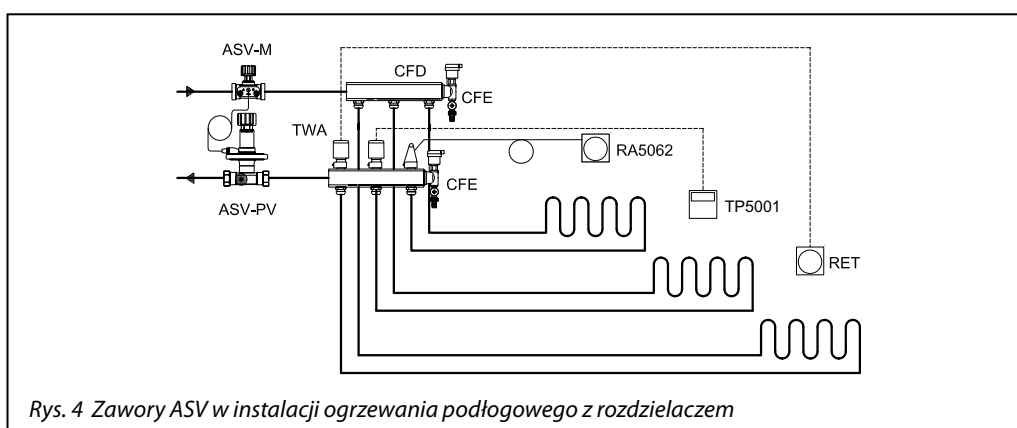 ASV-M
CFD
CFE
TWA
RA5062
CFE
TP5001
ASV-PV
RET
Rys. 4 Zawory ASV w instalacji ogrzewania podłogowego z rozdzielaczem